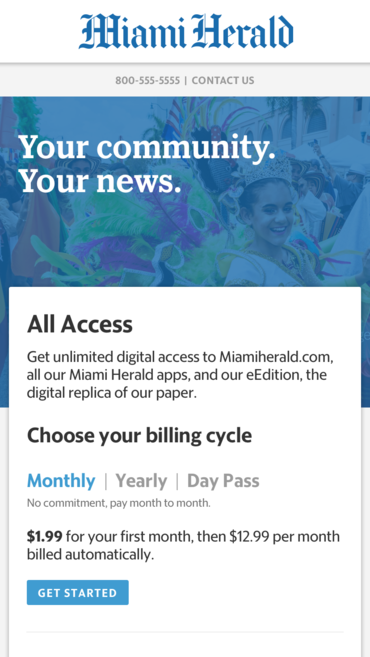 Miami Herald
800-555-5555 | CONTACT US
Your community.
Your news.
All Access
Get unlimited digital access to Miamiherald.com,
all our Miami Herald apps, and our eEdition, the
digital replica of our paper.
Choose your billing cycle
Monthly | Yearly | Day Pass
No commitment, pay month to month.
$1.99 for your first month, then $12.99 per month
billed automatically.
GET STARTED